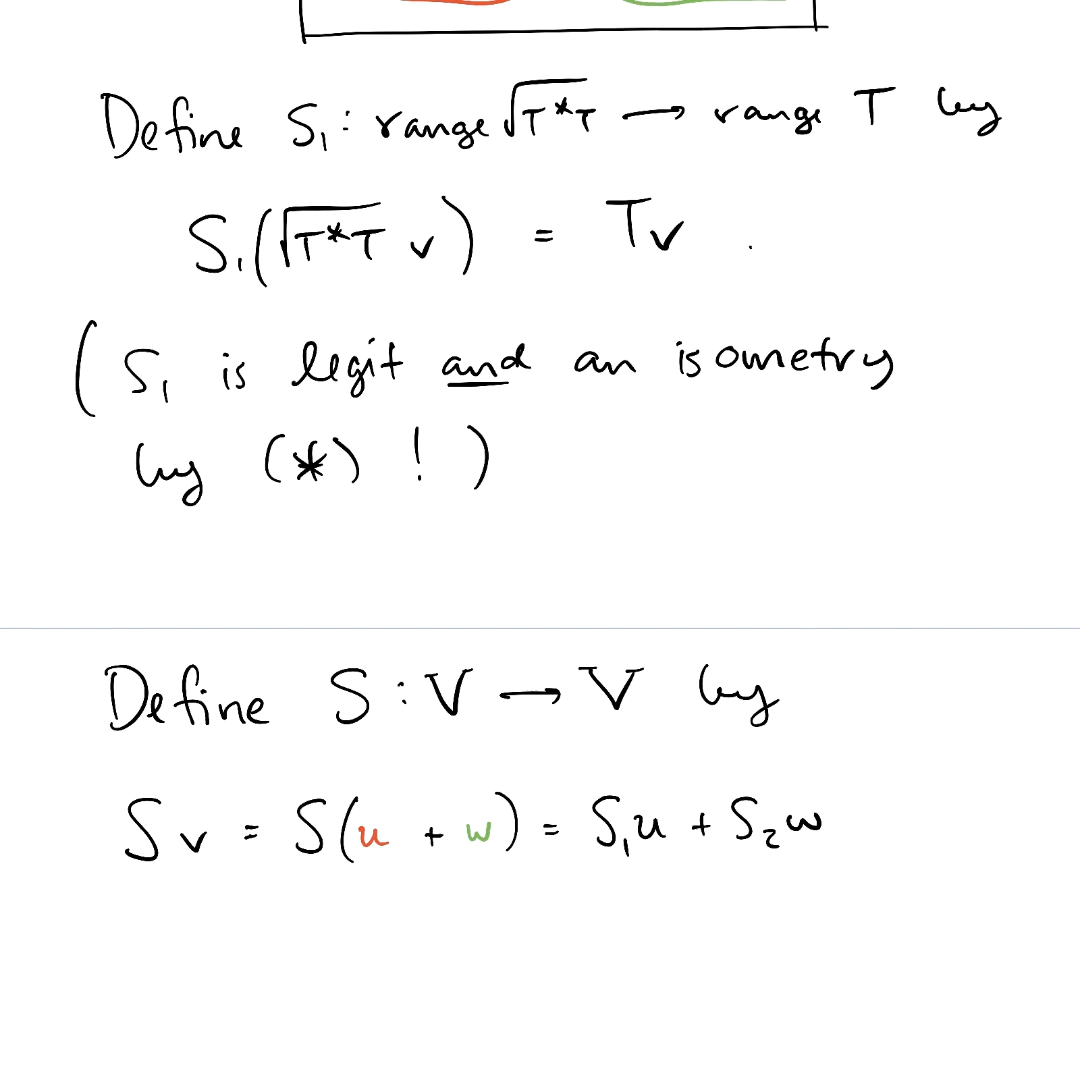 Define S₁ : range √(T*T) → range T by
S₁(√(T*T) v) = Tv .
( S₁ is legit and an isometry
by (*) ! )
Define S : V → V by
Sv = S(u + w) = S₁u + S₂w